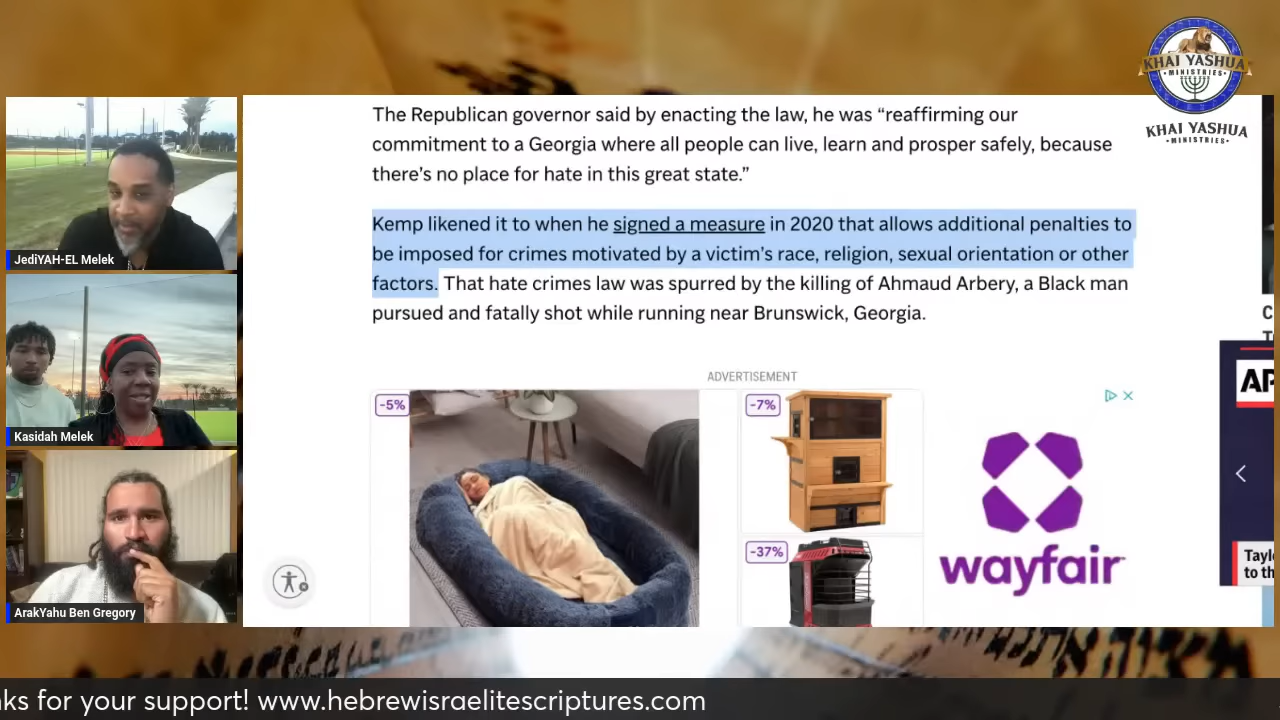 KHAI YASHUA
MINISTRIES
KHAI YASHUA
MINISTRIES
JediYAH-EL Melek
Kasidah Melek
ArakYahu Ben Gregory
The Republican governor said by enacting the law, he was “reaffirming our
commitment to a Georgia where all people can live, learn and prosper safely, because
there’s no place for hate in this great state.”
Kemp likened it to when he signed a measure in 2020 that allows additional penalties to
be imposed for crimes motivated by a victim’s race, religion, sexual orientation or other
factors. That hate crimes law was spurred by the killing of Ahmaud Arbery, a Black man
pursued and fatally shot while running near Brunswick, Georgia.
ADVERTISEMENT
-5%
-7%
-37%
wayfair
AP
Tayl
to th
ks for your support! www.hebrewisraelitescriptures.com